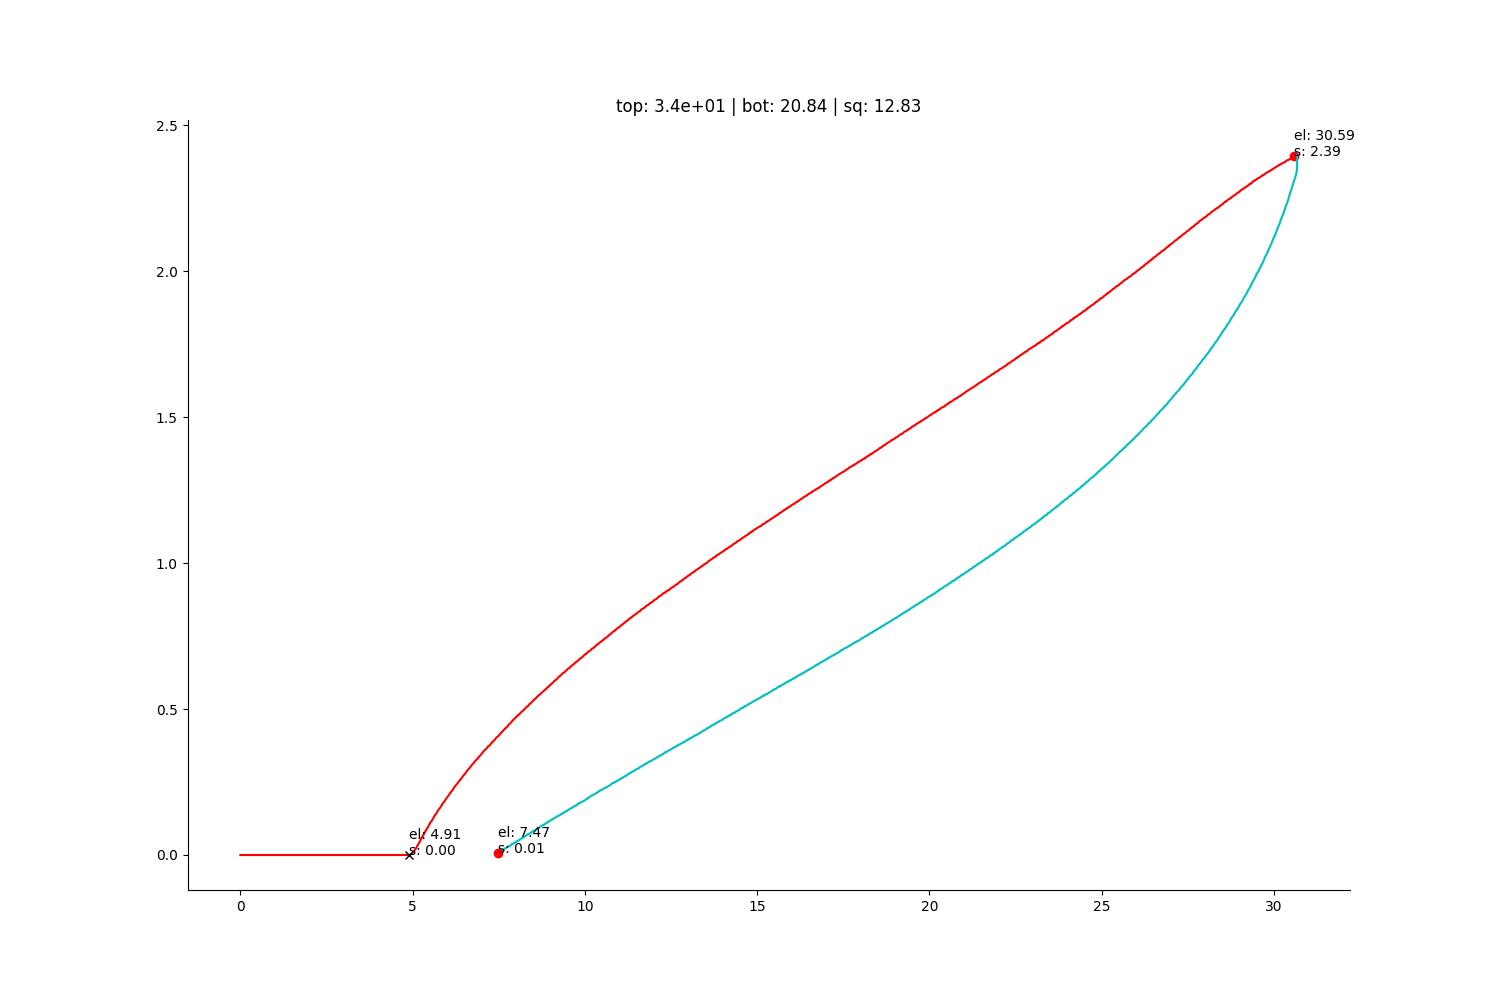 top: 3.4e+01 | bot: 20.84 | sq: 12.83
2.5
el: 30.59
s: 2.39
2.0
1.5
1.0
0.5
el: 4.91
s: 0.00
el: 7.47
s: 0.01
0.0
0 5 10 15 20 25 30